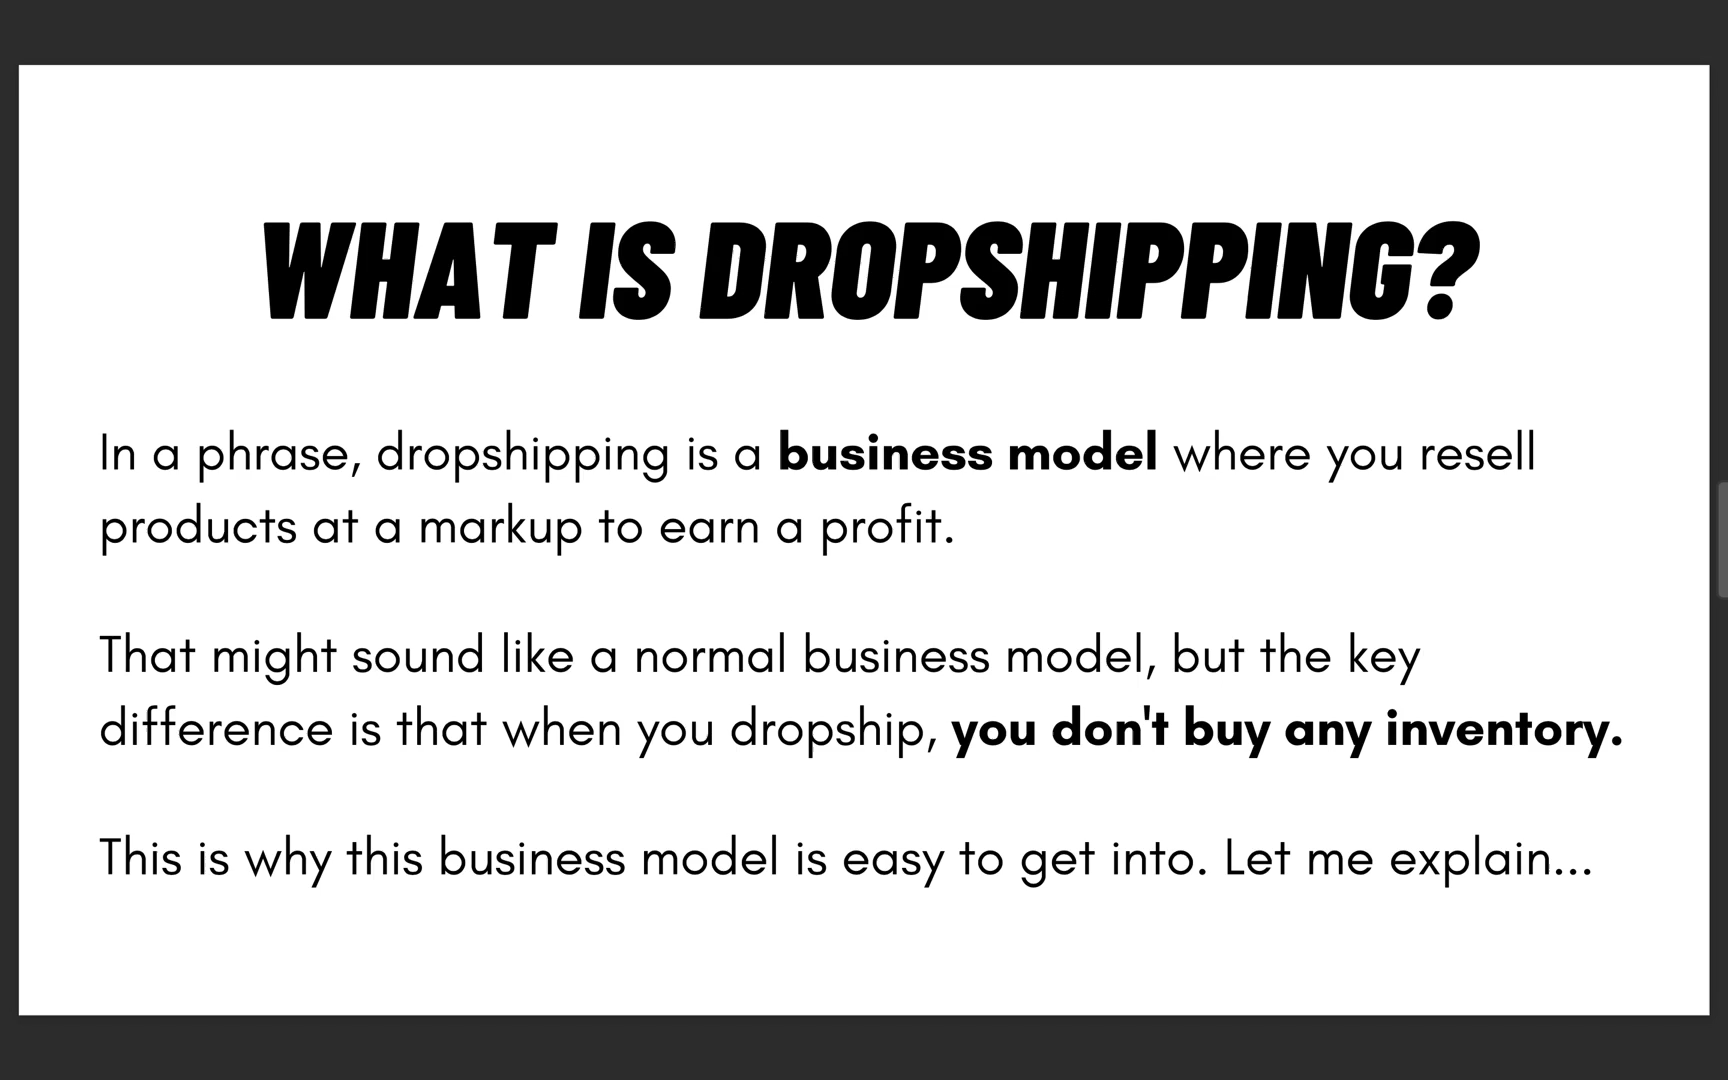 WHAT IS DROPSHIPPING?
In a phrase, dropshipping is a business model where you resell
products at a markup to earn a profit.
That might sound like a normal business model, but the key
difference is that when you dropship, you don't buy any inventory.
This is why this business model is easy to get into. Let me explain...